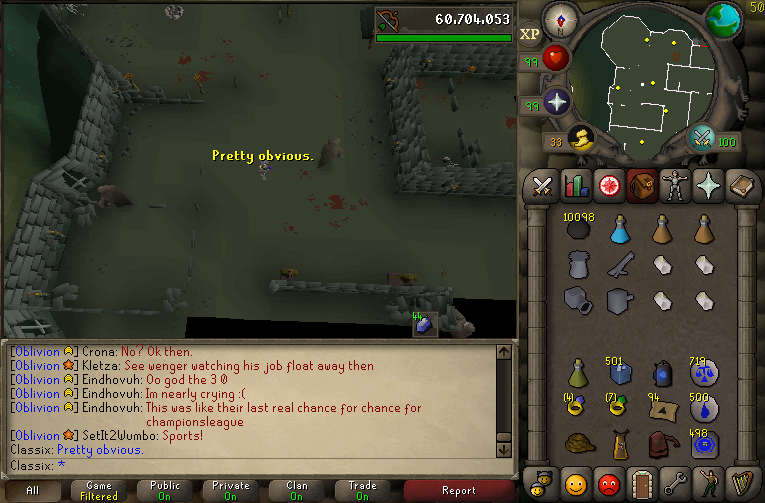 60,704,053
50
XP
N
99
99
33
100
Pretty obvious.
10098
501
713
(4)
(7)
94
500
498
44
[Oblivion] Crona: No? Ok then.
[Oblivion] Kletza: See wenger watching his job float away then
[Oblivion] Eindhovuh: Oo god the 3 0
[Oblivion] Eindhovuh: Im nearly crying :(
[Oblivion] Eindhovuh: This was like their last real chance for chance for
championsleague
[Oblivion] SetIt2Wumbo: Sports!
Classix: Pretty obvious.
Classix: *
All
Game
Filtered
Public
On
Private
On
Clan
On
Trade
On
Report